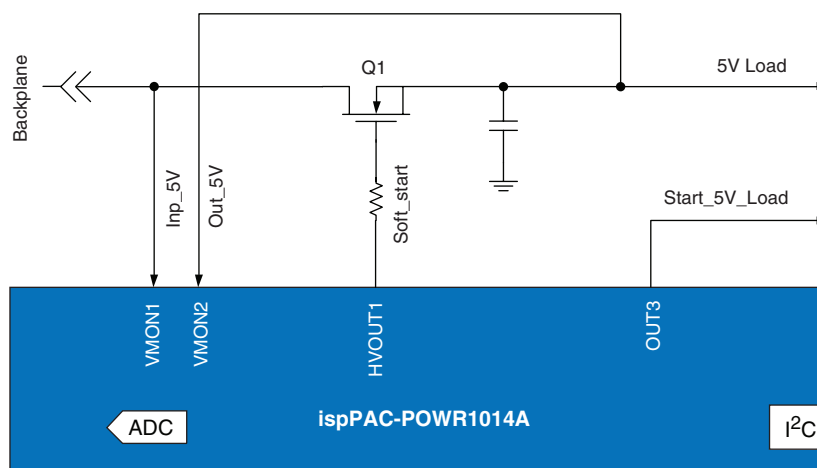 Q1
5V Load
Backplane
Inp_5V
Out_5V
Soft_start
Start_5V_Load
VMON1
VMON2
HVOUT1
OUT3
ispPAC-POWR1014A
ADC
I²C